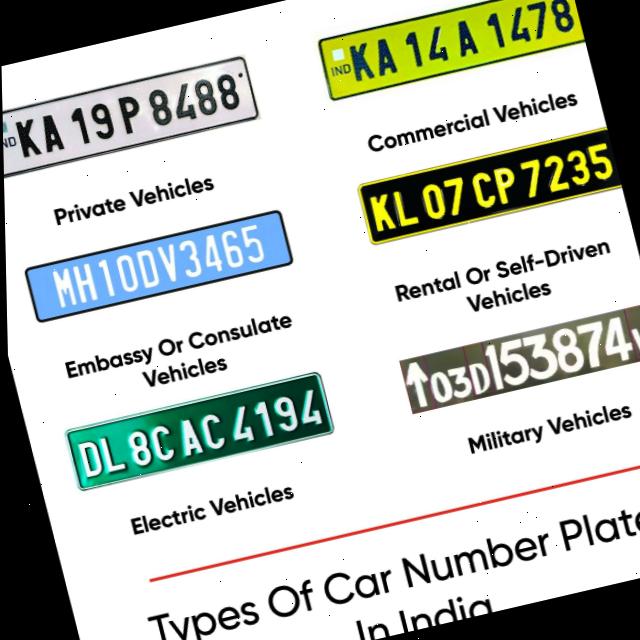 IND KA 19 P 8488
Private Vehicles
IND KA 14 A 1478
Commercial Vehicles
MH10DV3465
Embassy Or Consulate
Vehicles
KL 07 CP 7235
Rental Or Self-Driven
Vehicles
DL 8C AC 4194
Electric Vehicles
↑03D153874
Military Vehicles
Types Of Car Number Plate
In India